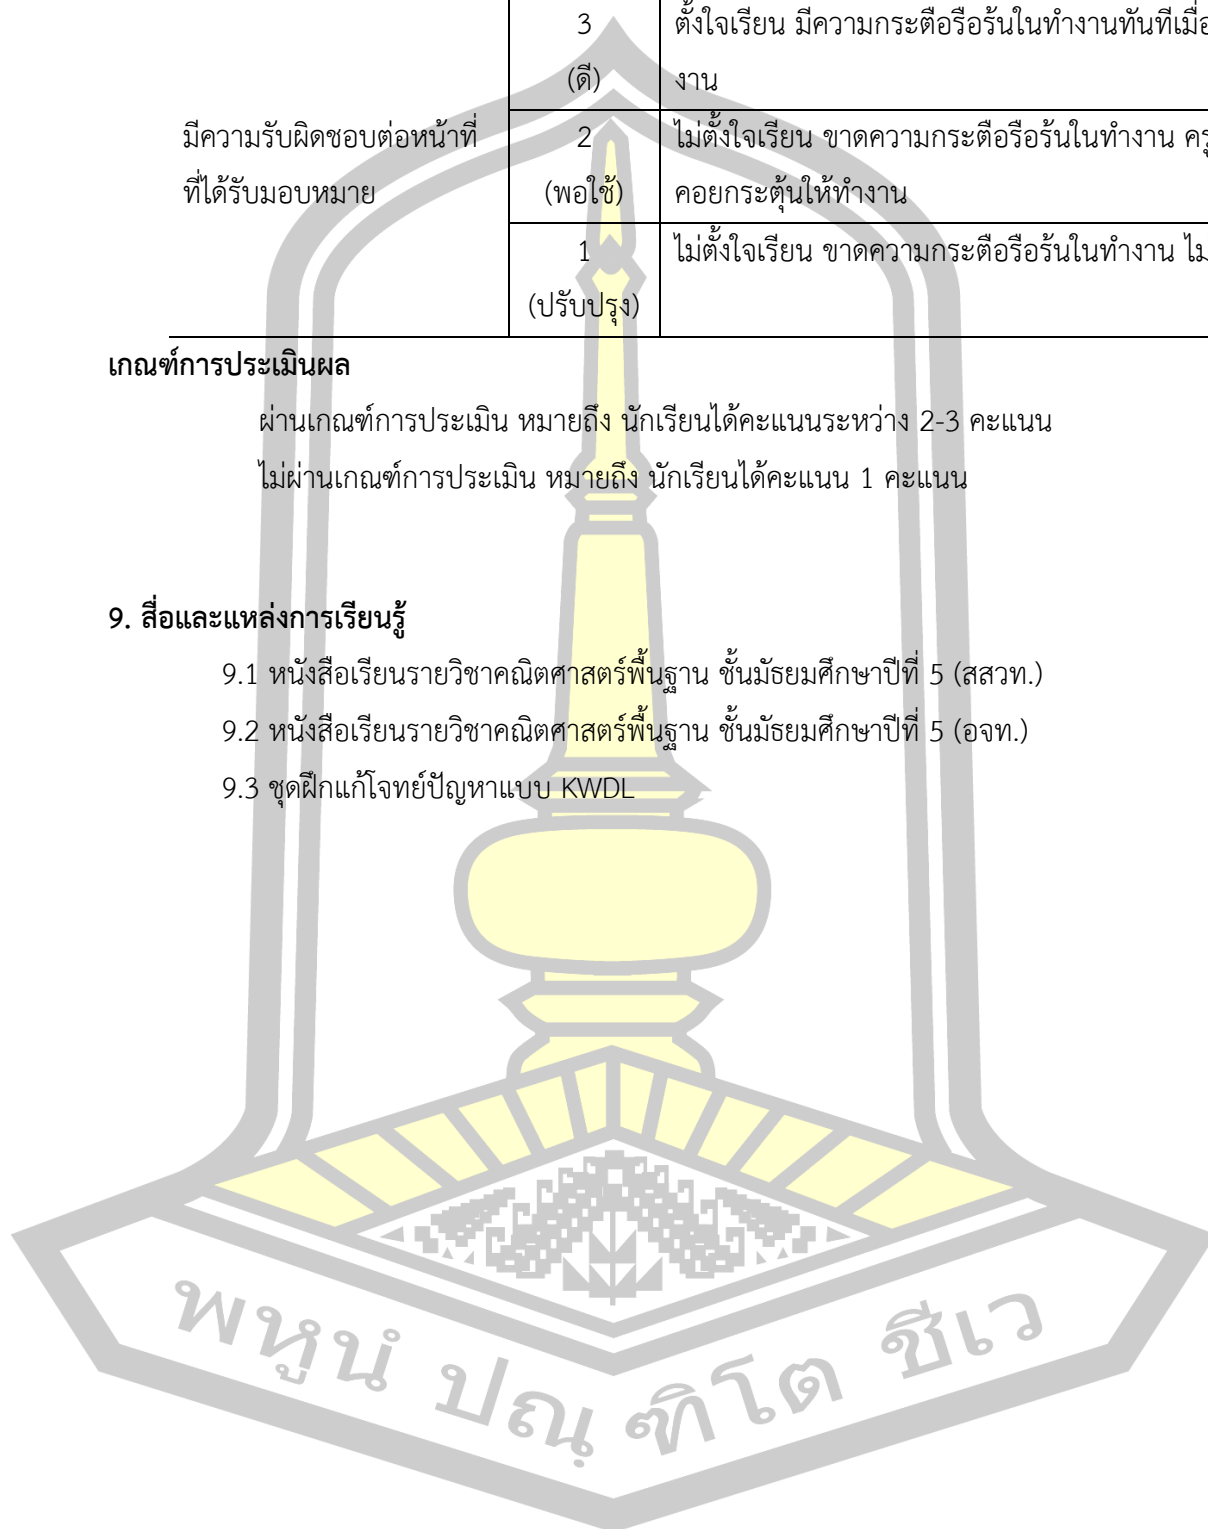 3
(ดี)
ตั้งใจเรียน มีความกระตือรือร้นในทำงานทันทีเมื่อ
งาน
มีความรับผิดชอบต่อหน้าที่
ที่ได้รับมอบหมาย
2
(พอใช้)
ไม่ตั้งใจเรียน ขาดความกระตือรือร้นในทำงาน
คอยกระตุ้นให้ทำงาน
1
(ปรับปรุง)
ไม่ตั้งใจเรียน ขาดความกระตือรือร้นในทำงาน
เกณฑ์การประเมินผล
ผ่านเกณฑ์การประเมิน หมายถึง นักเรียนได้คะแนนระหว่าง 2-3 คะแนน
ไม่ผ่านเกณฑ์การประเมิน หมายถึง นักเรียนได้คะแนน 1 คะแนน
9. สื่อและแหล่งการเรียนรู้
9.1 หนังสือเรียนรายวิชาคณิตศาสตร์พื้นฐาน ชั้นมัธยมศึกษาปีที่ 5 (สสวท.)
9.2 หนังสือเรียนรายวิชาคณิตศาสตร์พื้นฐาน ชั้นมัธยมศึกษาปีที่ 5 (อจท.)
9.3 ชุดฝึกแก้โจทย์ปัญหาแบบ KWDL
พหูนํ ปณฺฑิโต ชีเว